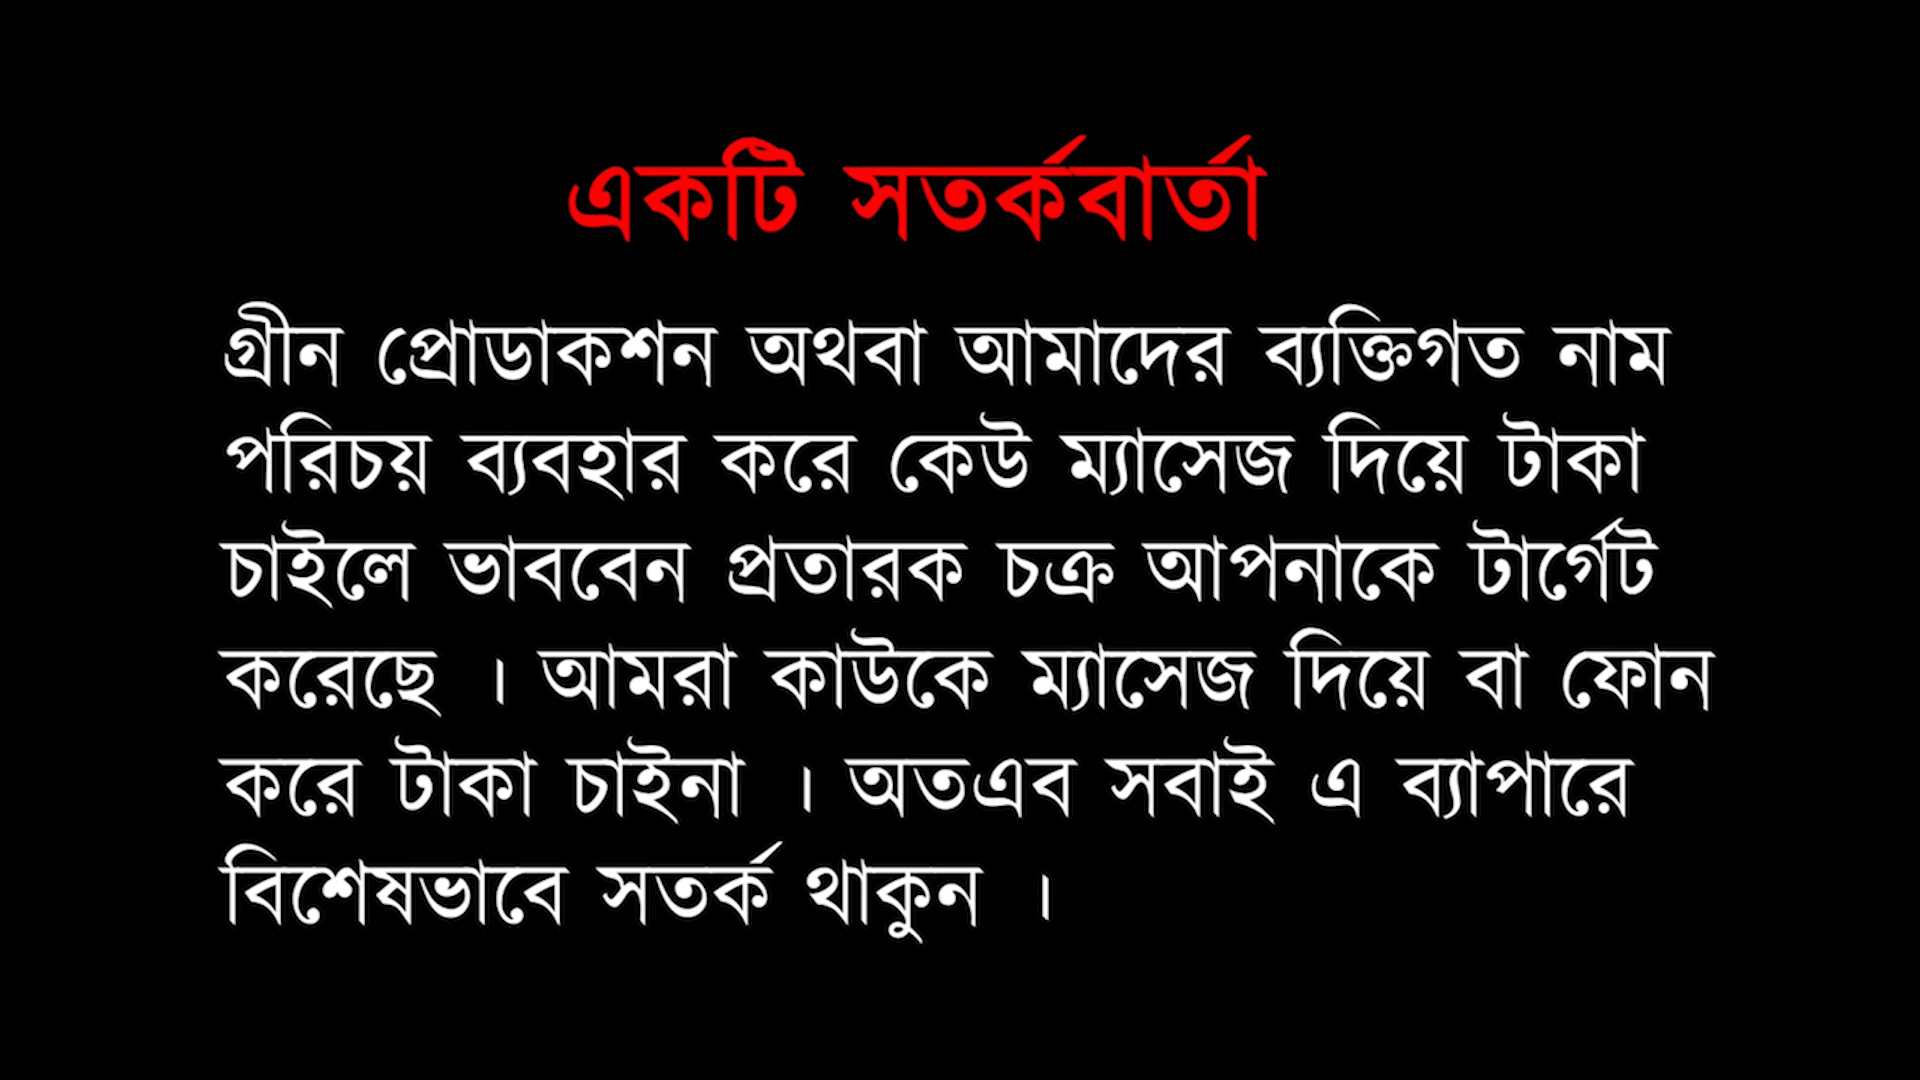 একটি সতর্কবার্তা
গ্রীন প্রোডাকশন অথবা আমাদের ব্যক্তিগত নাম
পরিচয় ব্যবহার করে কেউ ম্যাসেজ দিয়ে টাকা
চাইলে ভাববেন প্রতারক চক্র আপনাকে টার্গেট
করেছে । আমরা কাউকে ম্যাসেজ দিয়ে বা ফোন
করে টাকা চাইনা । অতএব সবাই এ ব্যাপারে
বিশেষভাবে সতর্ক থাকুন ।